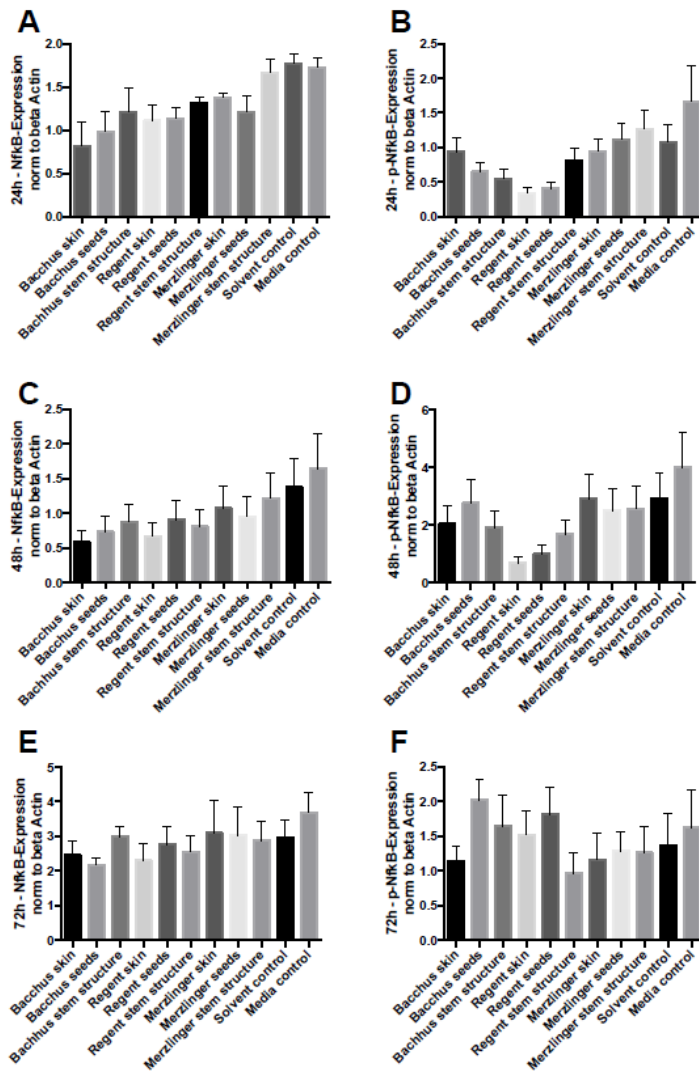 A
24h - NfkB-Expression
norm to beta Actin
2.0
1.5
1.0
0.5
0.0
Bacchus skin
Bacchus seeds
Bachhus stem structure
Regent skin
Regent seeds
Regent stem structure
Merzlinger skin
Merzlinger seeds
Merzlinger stem structure
Solvent control
Media control
B
24h - p-NfkB-Expression
norm to beta Actin
2.5
2.0
1.5
1.0
0.5
0.0
Bacchus skin
Bacchus seeds
Bachhus stem structure
Regent skin
Regent seeds
Regent stem structure
Merzlinger skin
Merzlinger seeds
Merzlinger stem structure
Solvent control
Media control
C
48h - NfkB-Expression
norm to beta Actin
2.5
2.0
1.5
1.0
0.5
0.0
Bacchus skin
Bacchus seeds
Bachhus stem structure
Regent skin
Regent seeds
Regent stem structure
Merzlinger skin
Merzlinger seeds
Merzlinger stem structure
Solvent control
Media control
D
48h - p-NfkB-Expression
norm to beta Actin
6
4
2
0
Bacchus skin
Bacchus seeds
Bachhus stem structure
Regent skin
Regent seeds
Regent stem structure
Merzlinger skin
Merzlinger seeds
Merzlinger stem structure
Solvent control
Media control
E
72h - NfkB-Expression
norm to beta Actin
5
4
3
2
1
0
Bacchus skin
Bacchus seeds
Bachhus stem structure
Regent skin
Regent seeds
Regent stem structure
Merzlinger skin
Merzlinger seeds
Merzlinger stem structure
Solvent control
Media control
F
72h - p-NfkB-Expression
norm to beta Actin
2.5
2.0
1.5
1.0
0.5
0.0
Bacchus skin
Bacchus seeds
Bachhus stem structure
Regent skin
Regent seeds
Regent stem structure
Merzlinger skin
Merzlinger seeds
Merzlinger stem structure
Solvent control
Media control